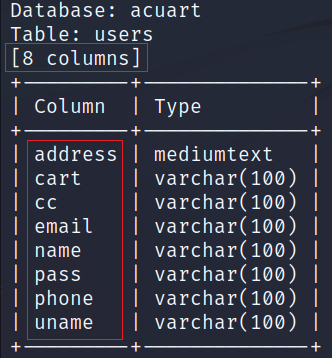 Database: acuart
Table: users
[8 columns]
+---------+--------------+
| Column  | Type         |
+---------+--------------+
| address | mediumtext   |
| cart    | varchar(100) |
| cc      | varchar(100) |
| email   | varchar(100) |
| name    | varchar(100) |
| pass    | varchar(100) |
| phone   | varchar(100) |
| uname   | varchar(100) |
+---------+--------------+